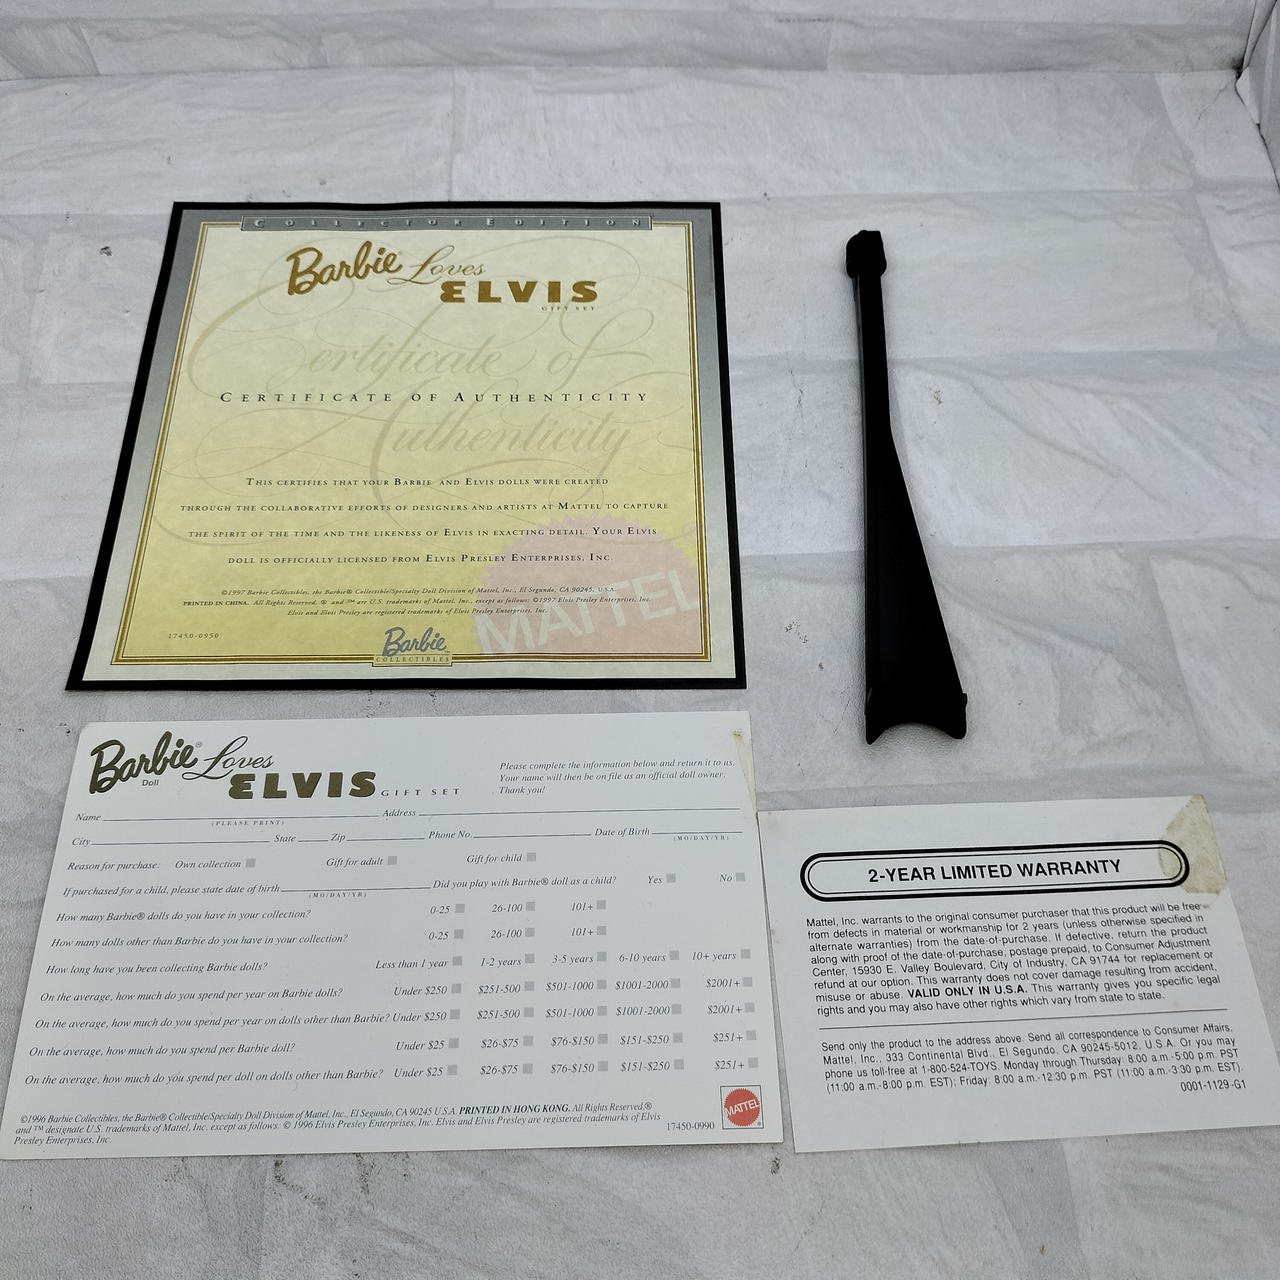 COLLECTOR EDITION
Barbie Loves
ELVIS
GIFT SET
Certificate of
CERTIFICATE OF AUTHENTICITY
Authenticity
THIS CERTIFIES THAT YOUR BARBIE AND ELVIS DOLLS WERE CREATED
THROUGH THE COLLABORATIVE EFFORTS OF DESIGNERS AND ARTISTS AT MATTEL TO CAPTURE
THE SPIRIT OF THE TIME AND THE LIKENESS OF ELVIS IN EXACTING DETAIL. YOUR ELVIS
DOLL IS OFFICIALLY LICENSED FROM ELVIS PRESLEY ENTERPRISES, INC.
MATTEL
©1997 Barbie Collectibles, the Barbie® Collectible/Specialty Doll Division of Mattel, Inc., El Segundo, CA 90245, U.S.A.
PRINTED IN CHINA. All Rights Reserved. ® and ™ are U.S. trademarks of Mattel, Inc., except as follows: ©1997 Elvis Presley Enterprises, Inc.
Elvis and Elvis Presley are registered trademarks of Elvis Presley Enterprises, Inc.
17450-0950
Barbie
COLLECTIBLES
Barbie® Loves
Doll
ELVIS GIFT SET
Please complete the information below and return it to us.
Your name will then be on file as an official doll owner.
Thank you!
Name Address
(PLEASE PRINT)
City State Zip Phone No. Date of Birth
(MO/DAY/YR)
Reason for purchase: Own collection Gift for adult Gift for child
If purchased for a child, please state date of birth Did you play with Barbie® doll as a child? Yes No
(MO/DAY/YR)
How many Barbie® dolls do you have in your collection? 0-25 26-100 101+
How many dolls other than Barbie do you have in your collection? 0-25 26-100 101+
How long have you been collecting Barbie dolls? Less than 1 year 1-2 years 3-5 years 6-10 years 10+ years
On the average, how much do you spend per year on Barbie dolls? Under $250 $251-500 $501-1000 $1001-2000 $2001+
On the average, how much do you spend per year on dolls other than Barbie? Under $250 $251-500 $501-1000 $1001-2000 $2001+
On the average, how much do you spend per Barbie doll? Under $25 $26-$75 $76-$150 $151-$250 $251+
On the average, how much do you spend per doll on dolls other than Barbie? Under $25 $26-$75 $76-$150 $151-$250 $251+
©1996 Barbie Collectibles, the Barbie® Collectible/Specialty Doll Division of Mattel, Inc., El Segundo, CA 90245 U.S.A. PRINTED IN HONG KONG. All Rights Reserved.®
and ™ designate U.S. trademarks of Mattel, Inc. except as follows: © 1996 Elvis Presley Enterprises, Inc. Elvis and Elvis Presley are registered trademarks of Elvis
Presley Enterprises, Inc.
17450-0990
MATTEL
2-YEAR LIMITED WARRANTY
Mattel, Inc. warrants to the original consumer purchaser that this product will be free
from defects in material or workmanship for 2 years (unless otherwise specified in
alternate warranties) from the date-of-purchase. If defective, return the product
along with proof of the date-of-purchase, postage prepaid, to Consumer Adjustment
Center, 15930 E. Valley Boulevard, City of Industry, CA 91744 for replacement or
refund at our option. This warranty does not cover damage resulting from accident,
misuse or abuse. VALID ONLY IN U.S.A. This warranty gives you specific legal
rights and you may also have other rights which vary from state to state.
Send only the product to the address above. Send all correspondence to Consumer Affairs,
Mattel, Inc., 333 Continental Blvd., El Segundo, CA 90245-5012, U.S.A. Or you may
phone us toll-free at 1-800-524-TOYS. Monday through Thursday: 8:00 a.m.-5:00 p.m. PST
(11:00 a.m.-8:00 p.m. EST); Friday: 8:00 a.m.-12:30 p.m. PST (11:00 a.m.-3:30 p.m. EST).
0001-1129-G1